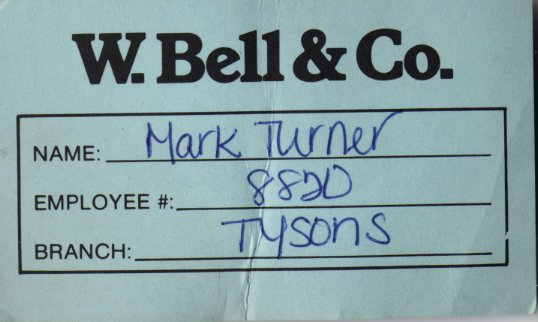 W. Bell & Co.
NAME: Mark Turner
EMPLOYEE #: 8820
BRANCH: Tysons